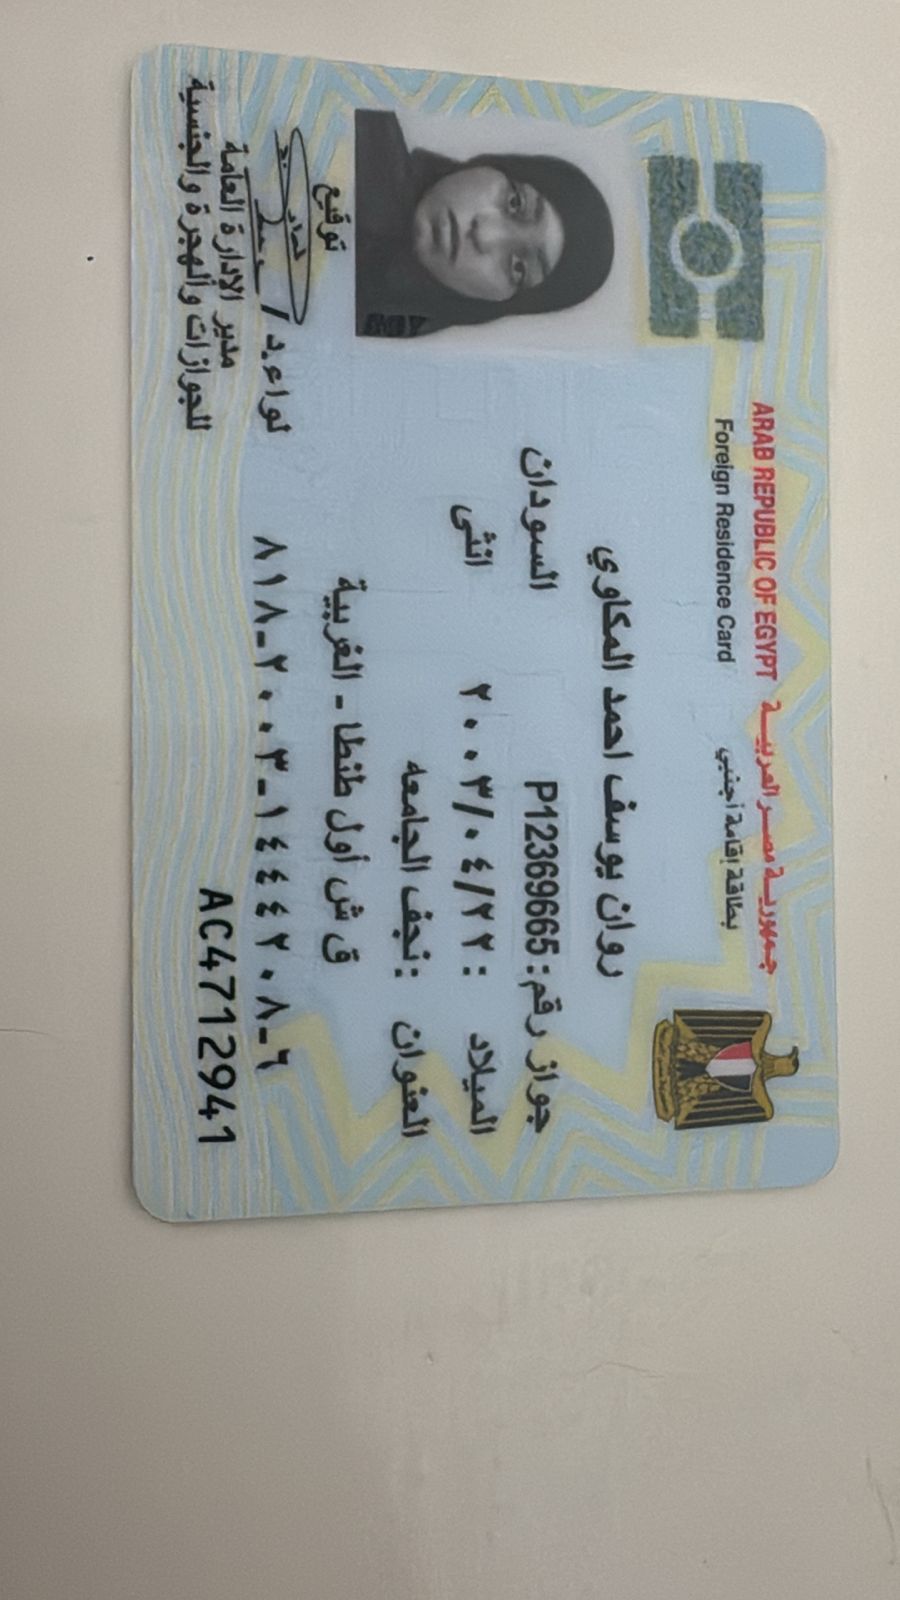 ARAB REPUBLIC OF EGYPT جمهورية مصر العربية
Foreign Residence Card بطاقة إقامة أجنبي
روان يوسف احمد المكاوي
جواز رقم : P12369665 السودان
الميلاد : ٢٠٠٣/٠٤/٢٢ انثى
العنوان : نجف الجامعه
ق ش أول طنطا - الغربية
توقيع
لواء.د/
٨١٨-٢٠٠٣-١٤٤٤٢٠٨-٦
مدير الإدارة العامة
للجوازات والهجرة والجنسية
AC4712941